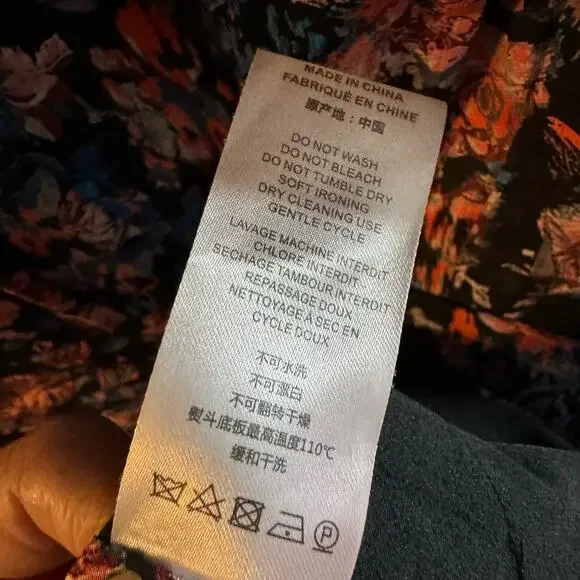 MADE IN CHINA
FABRIQUÉ EN CHINE
原产地：中国
DO NOT WASH
DO NOT BLEACH
DO NOT TUMBLE DRY
SOFT IRONING
DRY CLEANING USE
GENTLE CYCLE
LAVAGE MACHINE INTERDIT
CHLORE INTERDIT
SECHAGE TAMBOUR INTERDIT
REPASSAGE DOUX
NETTOYAGE À SEC EN
CYCLE DOUX
不可水洗
不可漂白
不可翻转干燥
熨斗底板最高温度110℃
缓和干洗
P